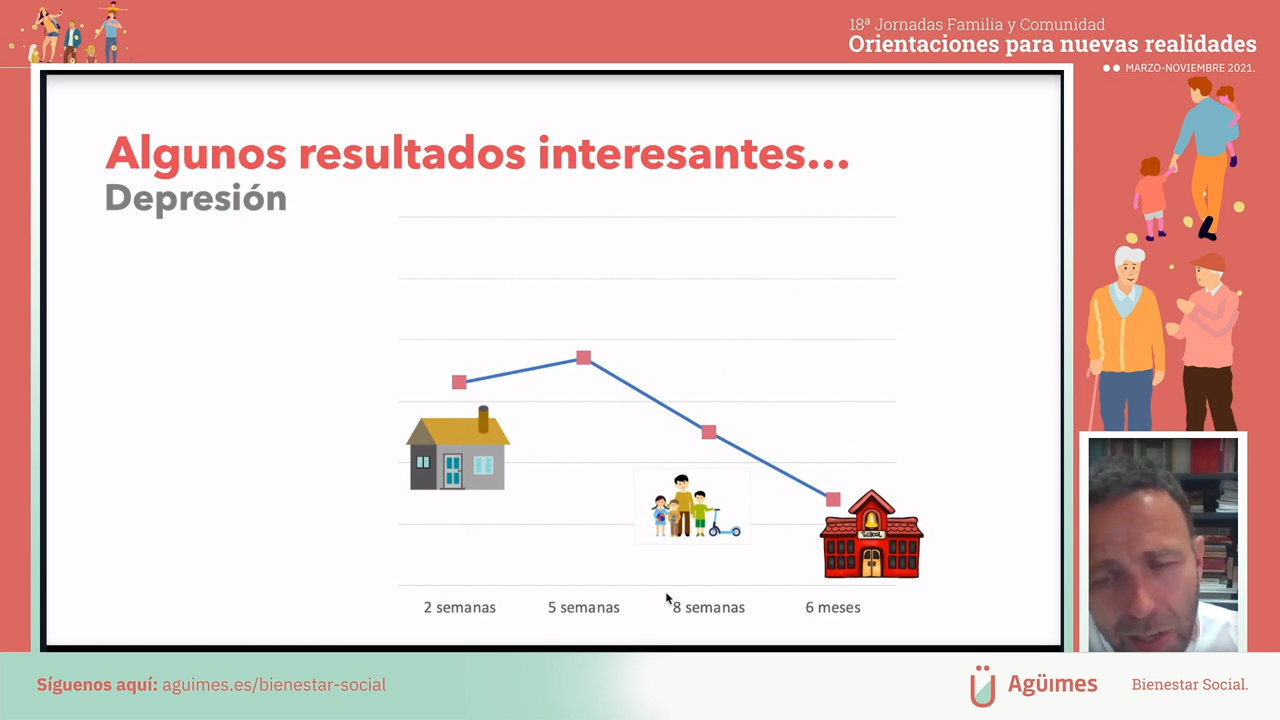 18ª Jornadas Familia y Comunidad
Orientaciones para nuevas realidades
MARZO-NOVIEMBRE 2021.
Algunos resultados interesantes...
Depresión
SCHOOL
2 semanas
5 semanas
8 semanas
6 meses
Síguenos aquí: aguimes.es/bienestar-social
Agüimes
Bienestar Social.